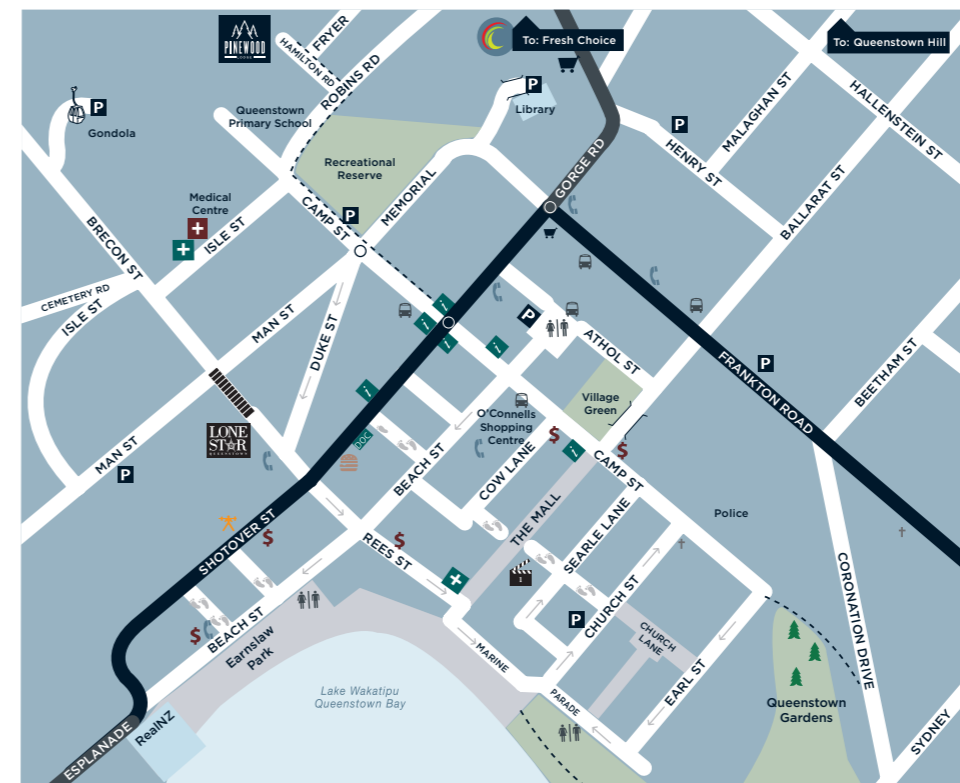 PINEWOOD
LODGE
FRYER
HAMILTON RD
ROBINS RD
To: Fresh Choice
To: Queenstown Hill
P
Gondola
Queenstown
Primary School
P
Library
P
MALAGHAN ST
HALLENSTEIN ST
HENRY ST
GORGE RD
Recreational
Reserve
MEMORIAL
BALLARAT ST
Medical
Centre
ISLE ST
CAMP ST
P
BRECON ST
CEMETERY RD
ISLE ST
MAN ST
DUKE ST
i
i
i
i
P
ATHOL ST
P
FRANKTON ROAD
BEETHAM ST
i
DOC
Village
Green
O'Connells
Shopping
Centre
$
i
$
LONE
STAR
QUEENSTOWN
MAN ST
P
BEACH ST
COW LANE
CAMP ST
THE MALL
SEARLE LANE
Police
SHOTOVER ST
$
$
REES ST
1
P
CHURCH ST
CHURCH
LANE
CORONATION DRIVE
$
BEACH ST
Earnslaw
Park
MARINE
PARADE
EARL ST
Lake Wakatipu
Queenstown Bay
Queenstown
Gardens
RealNZ
ESPLANADE
SYDNEY